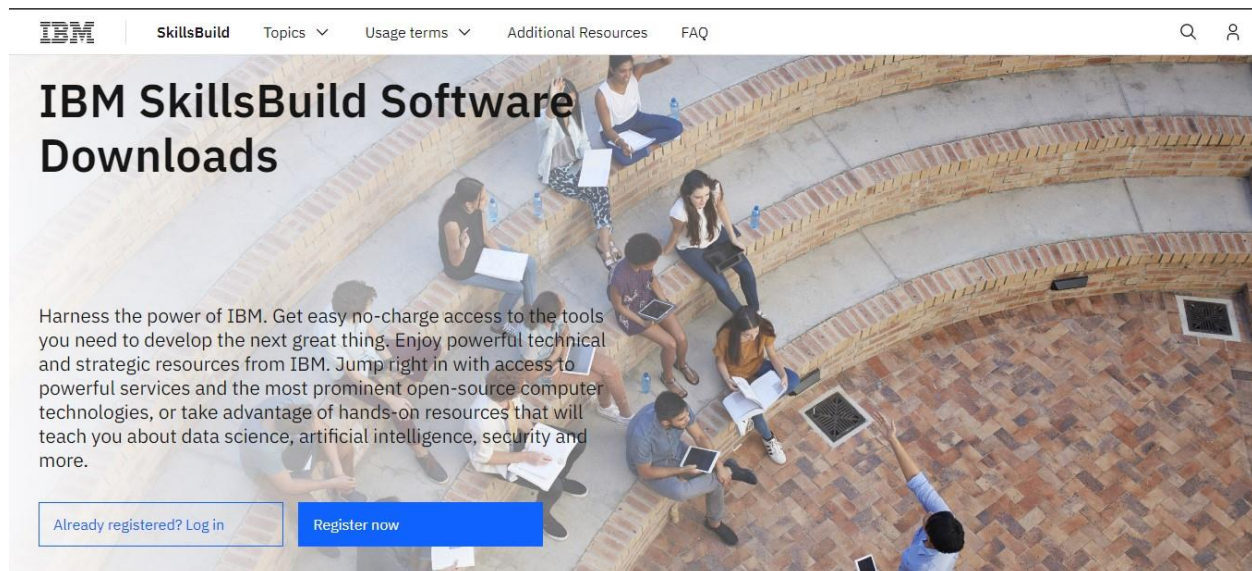 IBM
SkillsBuild
Topics
Usage terms
Additional Resources
FAQ
IBM SkillsBuild Software
Downloads
Harness the power of IBM. Get easy no-charge access to the tools
you need to develop the next great thing. Enjoy powerful technical
and strategic resources from IBM. Jump right in with access to
powerful services and the most prominent open-source computer
technologies, or take advantage of hands-on resources that will
teach you about data science, artificial intelligence, security and
more.
Already registered? Log in
Register now